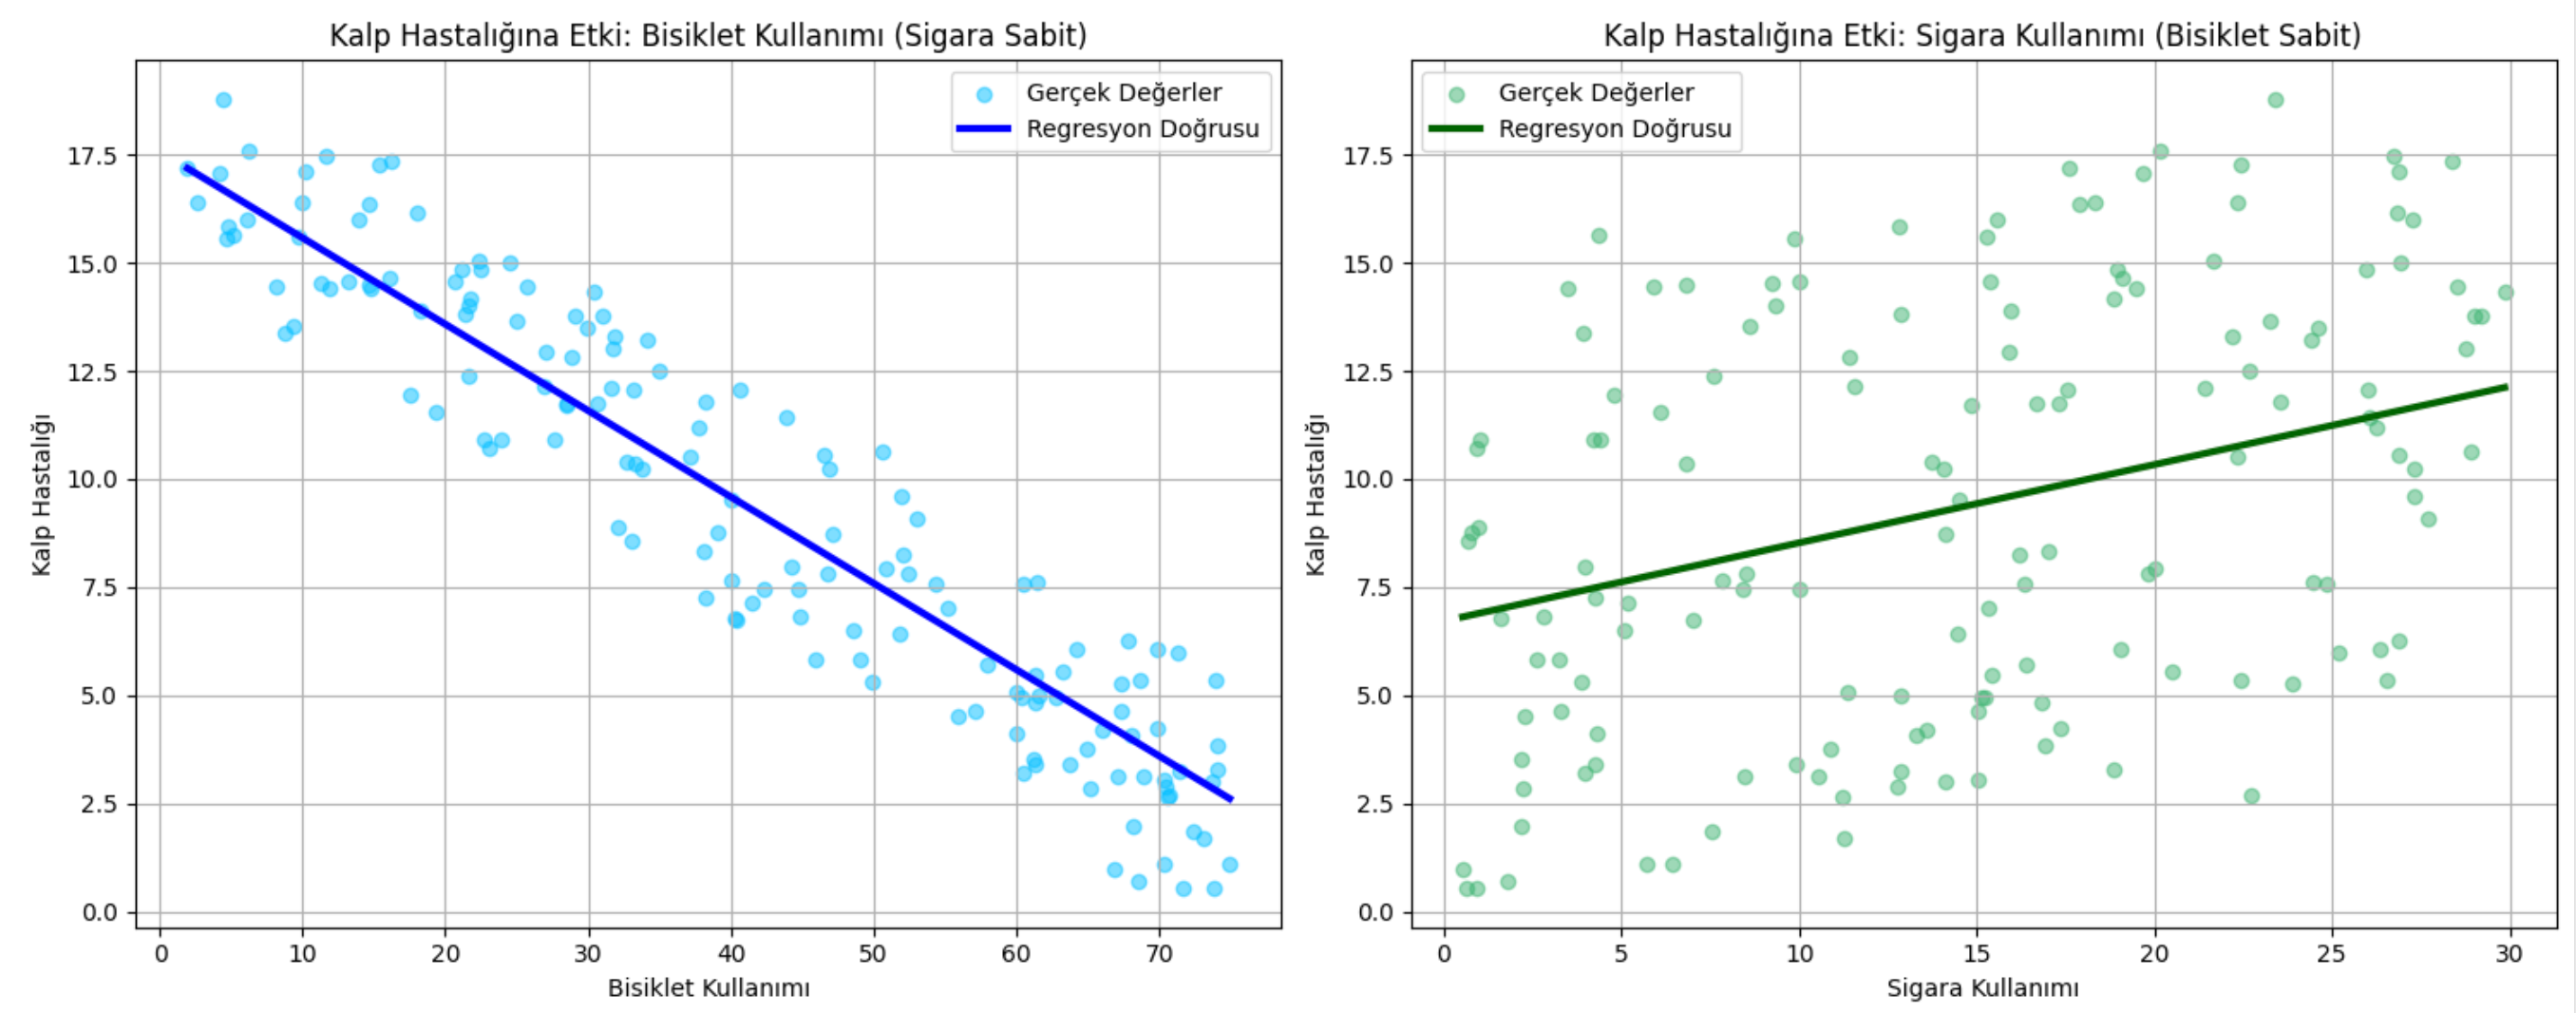 Kalp Hastalığına Etki: Bisiklet Kullanımı (Sigara Sabit)
Gerçek Değerler
Regresyon Doğrusu
17.5
15.0
12.5
10.0
7.5
5.0
2.5
0.0
Kalp Hastalığı
0 10 20 30 40 50 60 70
Bisiklet Kullanımı
Kalp Hastalığına Etki: Sigara Kullanımı (Bisiklet Sabit)
Gerçek Değerler
Regresyon Doğrusu
17.5
15.0
12.5
10.0
7.5
5.0
2.5
0.0
Kalp Hastalığı
0 5 10 15 20 25 30
Sigara Kullanımı